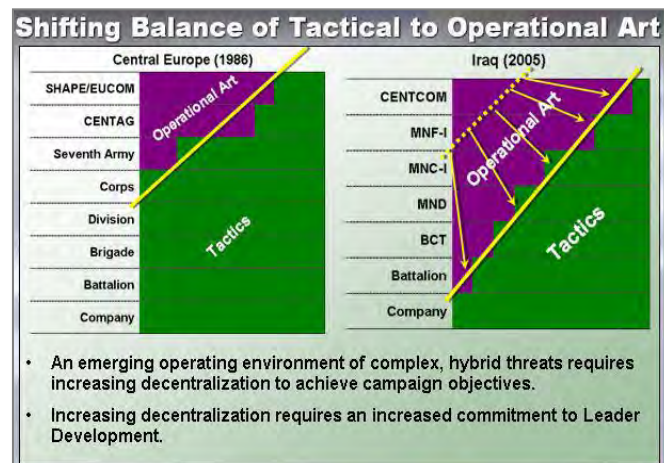 Shifting Balance of Tactical to Operational Art
Central Europe (1986)
SHAPE/EUCOM
CENTAG
Seventh Army
Corps
Division
Brigade
Battalion
Company
Operational Art
Tactics
Iraq (2005)
CENTCOM
MNF-I
MNC-I
MND
BCT
Battalion
Company
Operational Art
Tactics
• An emerging operating environment of complex, hybrid threats requires
increasing decentralization to achieve campaign objectives.
• Increasing decentralization requires an increased commitment to Leader
Development.